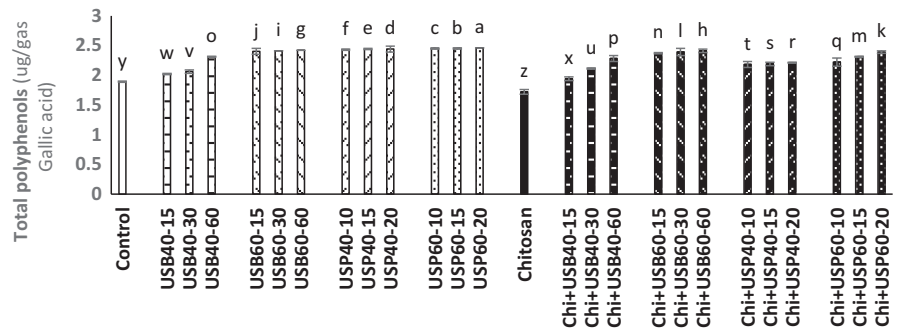 Total polyphenols (ug/gas
Gallic acid)
3
2.5
2
1.5
1
0.5
0
y
w
v
o
j
i
g
f
e
d
c
b
a
z
x
u
p
n
l
h
t
s
r
q
m
k
Control
USB40-15
USB40-30
USB40-60
USB60-15
USB60-30
USB60-60
USP40-10
USP40-15
USP40-20
USP60-10
USP60-15
USP60-20
Chitosan
Chi+USB40-15
Chi+USB40-30
Chi+USB40-60
Chi+USB60-15
Chi+USB60-30
Chi+USB60-60
Chi+USP40-10
Chi+USP40-15
Chi+USP40-20
Chi+USP60-10
Chi+USP60-15
Chi+USP60-20